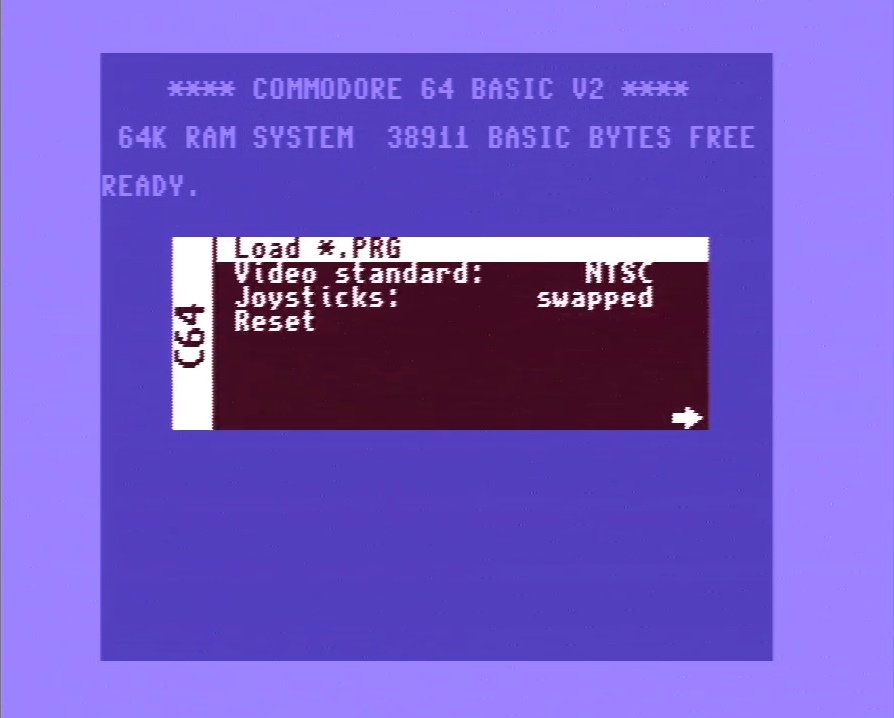 **** COMMODORE 64 BASIC V2 ****
64K RAM SYSTEM  38911 BASIC BYTES FREE
READY.
C64
Load *.PRG
Video standard: NTSC
Joysticks: swapped
Reset